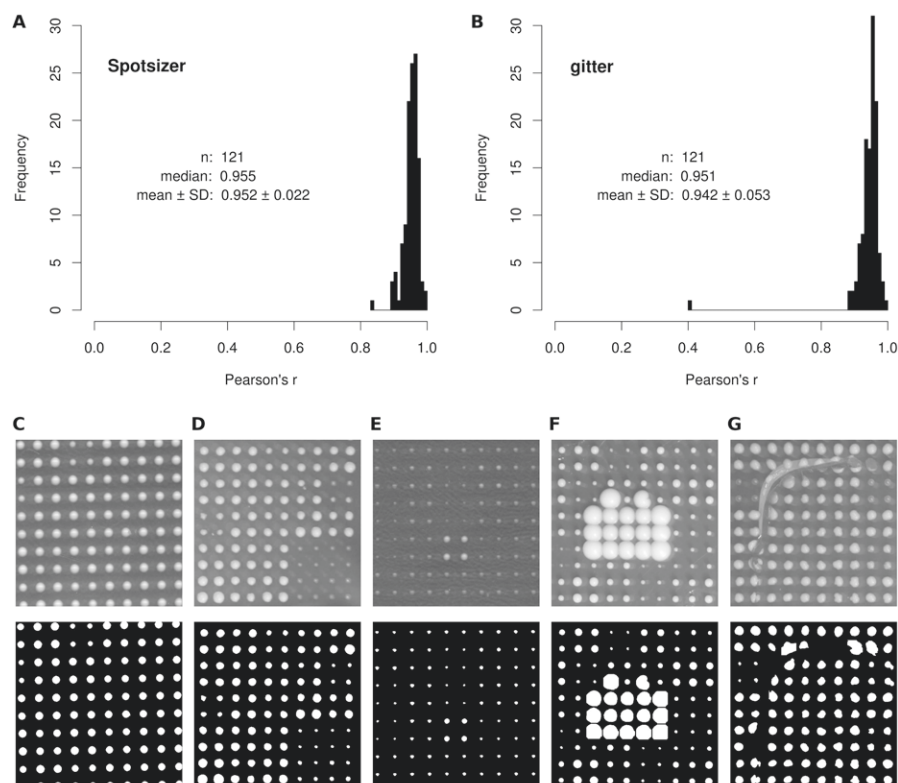 A
Spotsizer
n: 121
median: 0.955
mean ± SD: 0.952 ± 0.022
Frequency
0
5
10
15
20
25
30
0.0 0.2 0.4 0.6 0.8 1.0
Pearson's r
B
gitter
n: 121
median: 0.951
mean ± SD: 0.942 ± 0.053
Frequency
0
5
10
15
20
25
30
0.0 0.2 0.4 0.6 0.8 1.0
Pearson's r
C D E F G